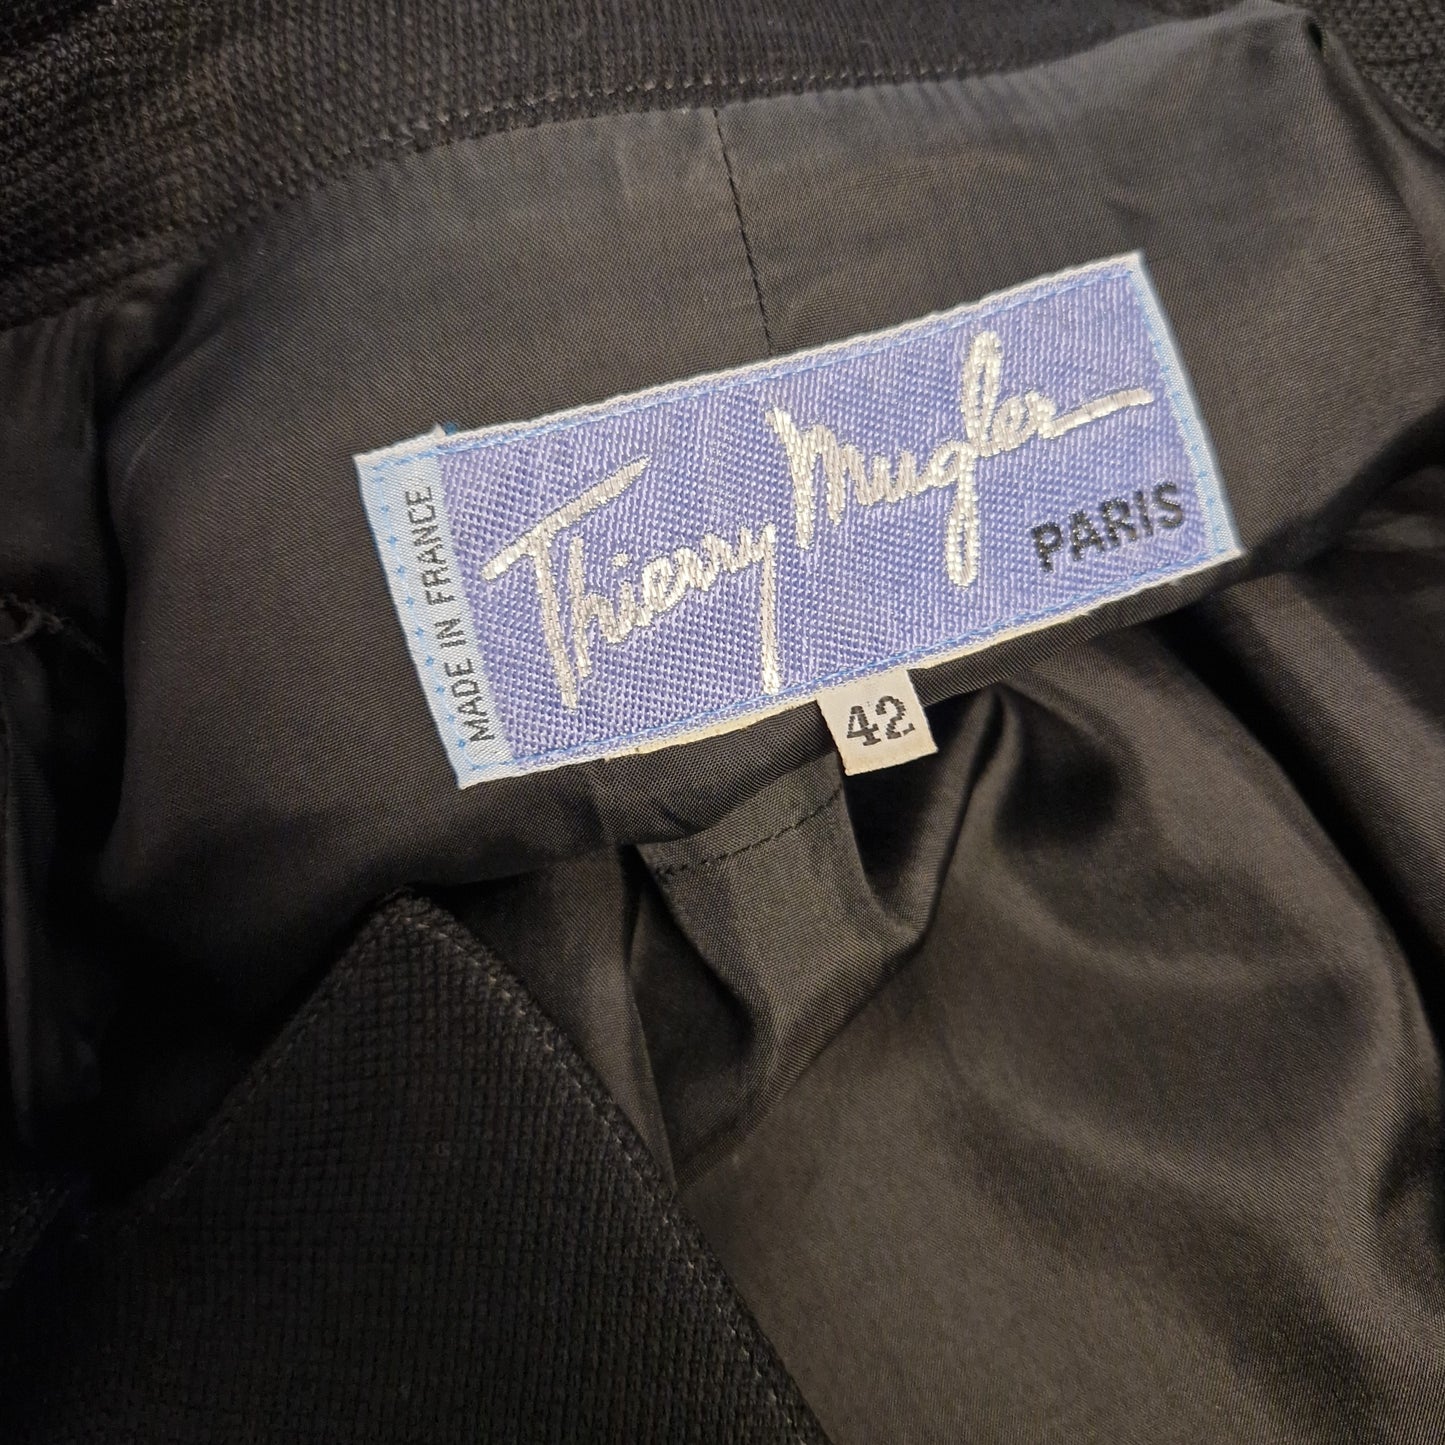 MADE IN FRANCE
Thierry Mugler
PARIS
42